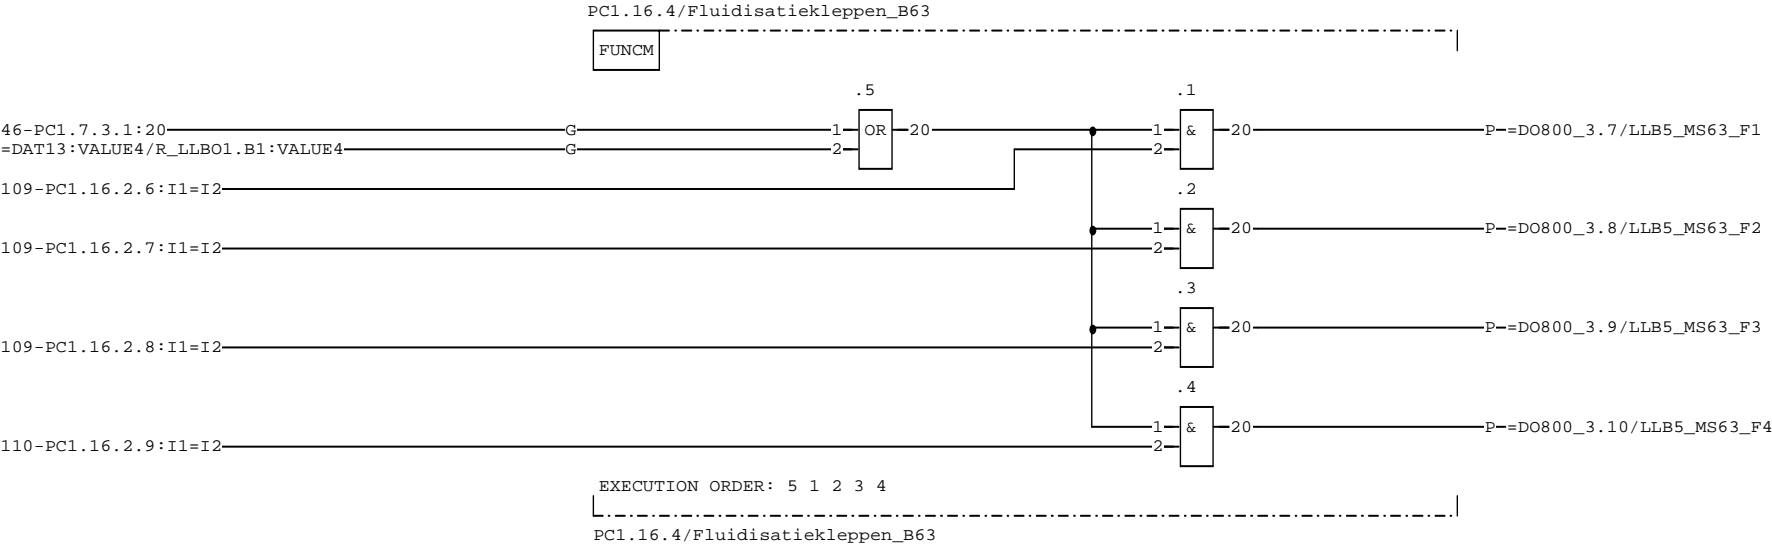 PC1.16.4/Fluidisatiekleppen_B63
FUNCM
.5 .1
46-PC1.7.3.1:20 G 1 OR 20 1 & 20 P-=DO800_3.7/LLB5_MS63_F1
=DAT13:VALUE4/R_LLBO1.B1:VALUE4 G 2 2
109-PC1.16.2.6:I1=I2 .2
1 & 20 P-=DO800_3.8/LLB5_MS63_F2
109-PC1.16.2.7:I1=I2 2
.3
1 & 20 P-=DO800_3.9/LLB5_MS63_F3
109-PC1.16.2.8:I1=I2 2
.4
1 & 20 P-=DO800_3.10/LLB5_MS63_F4
110-PC1.16.2.9:I1=I2 2
EXECUTION ORDER: 5 1 2 3 4
PC1.16.4/Fluidisatiekleppen_B63